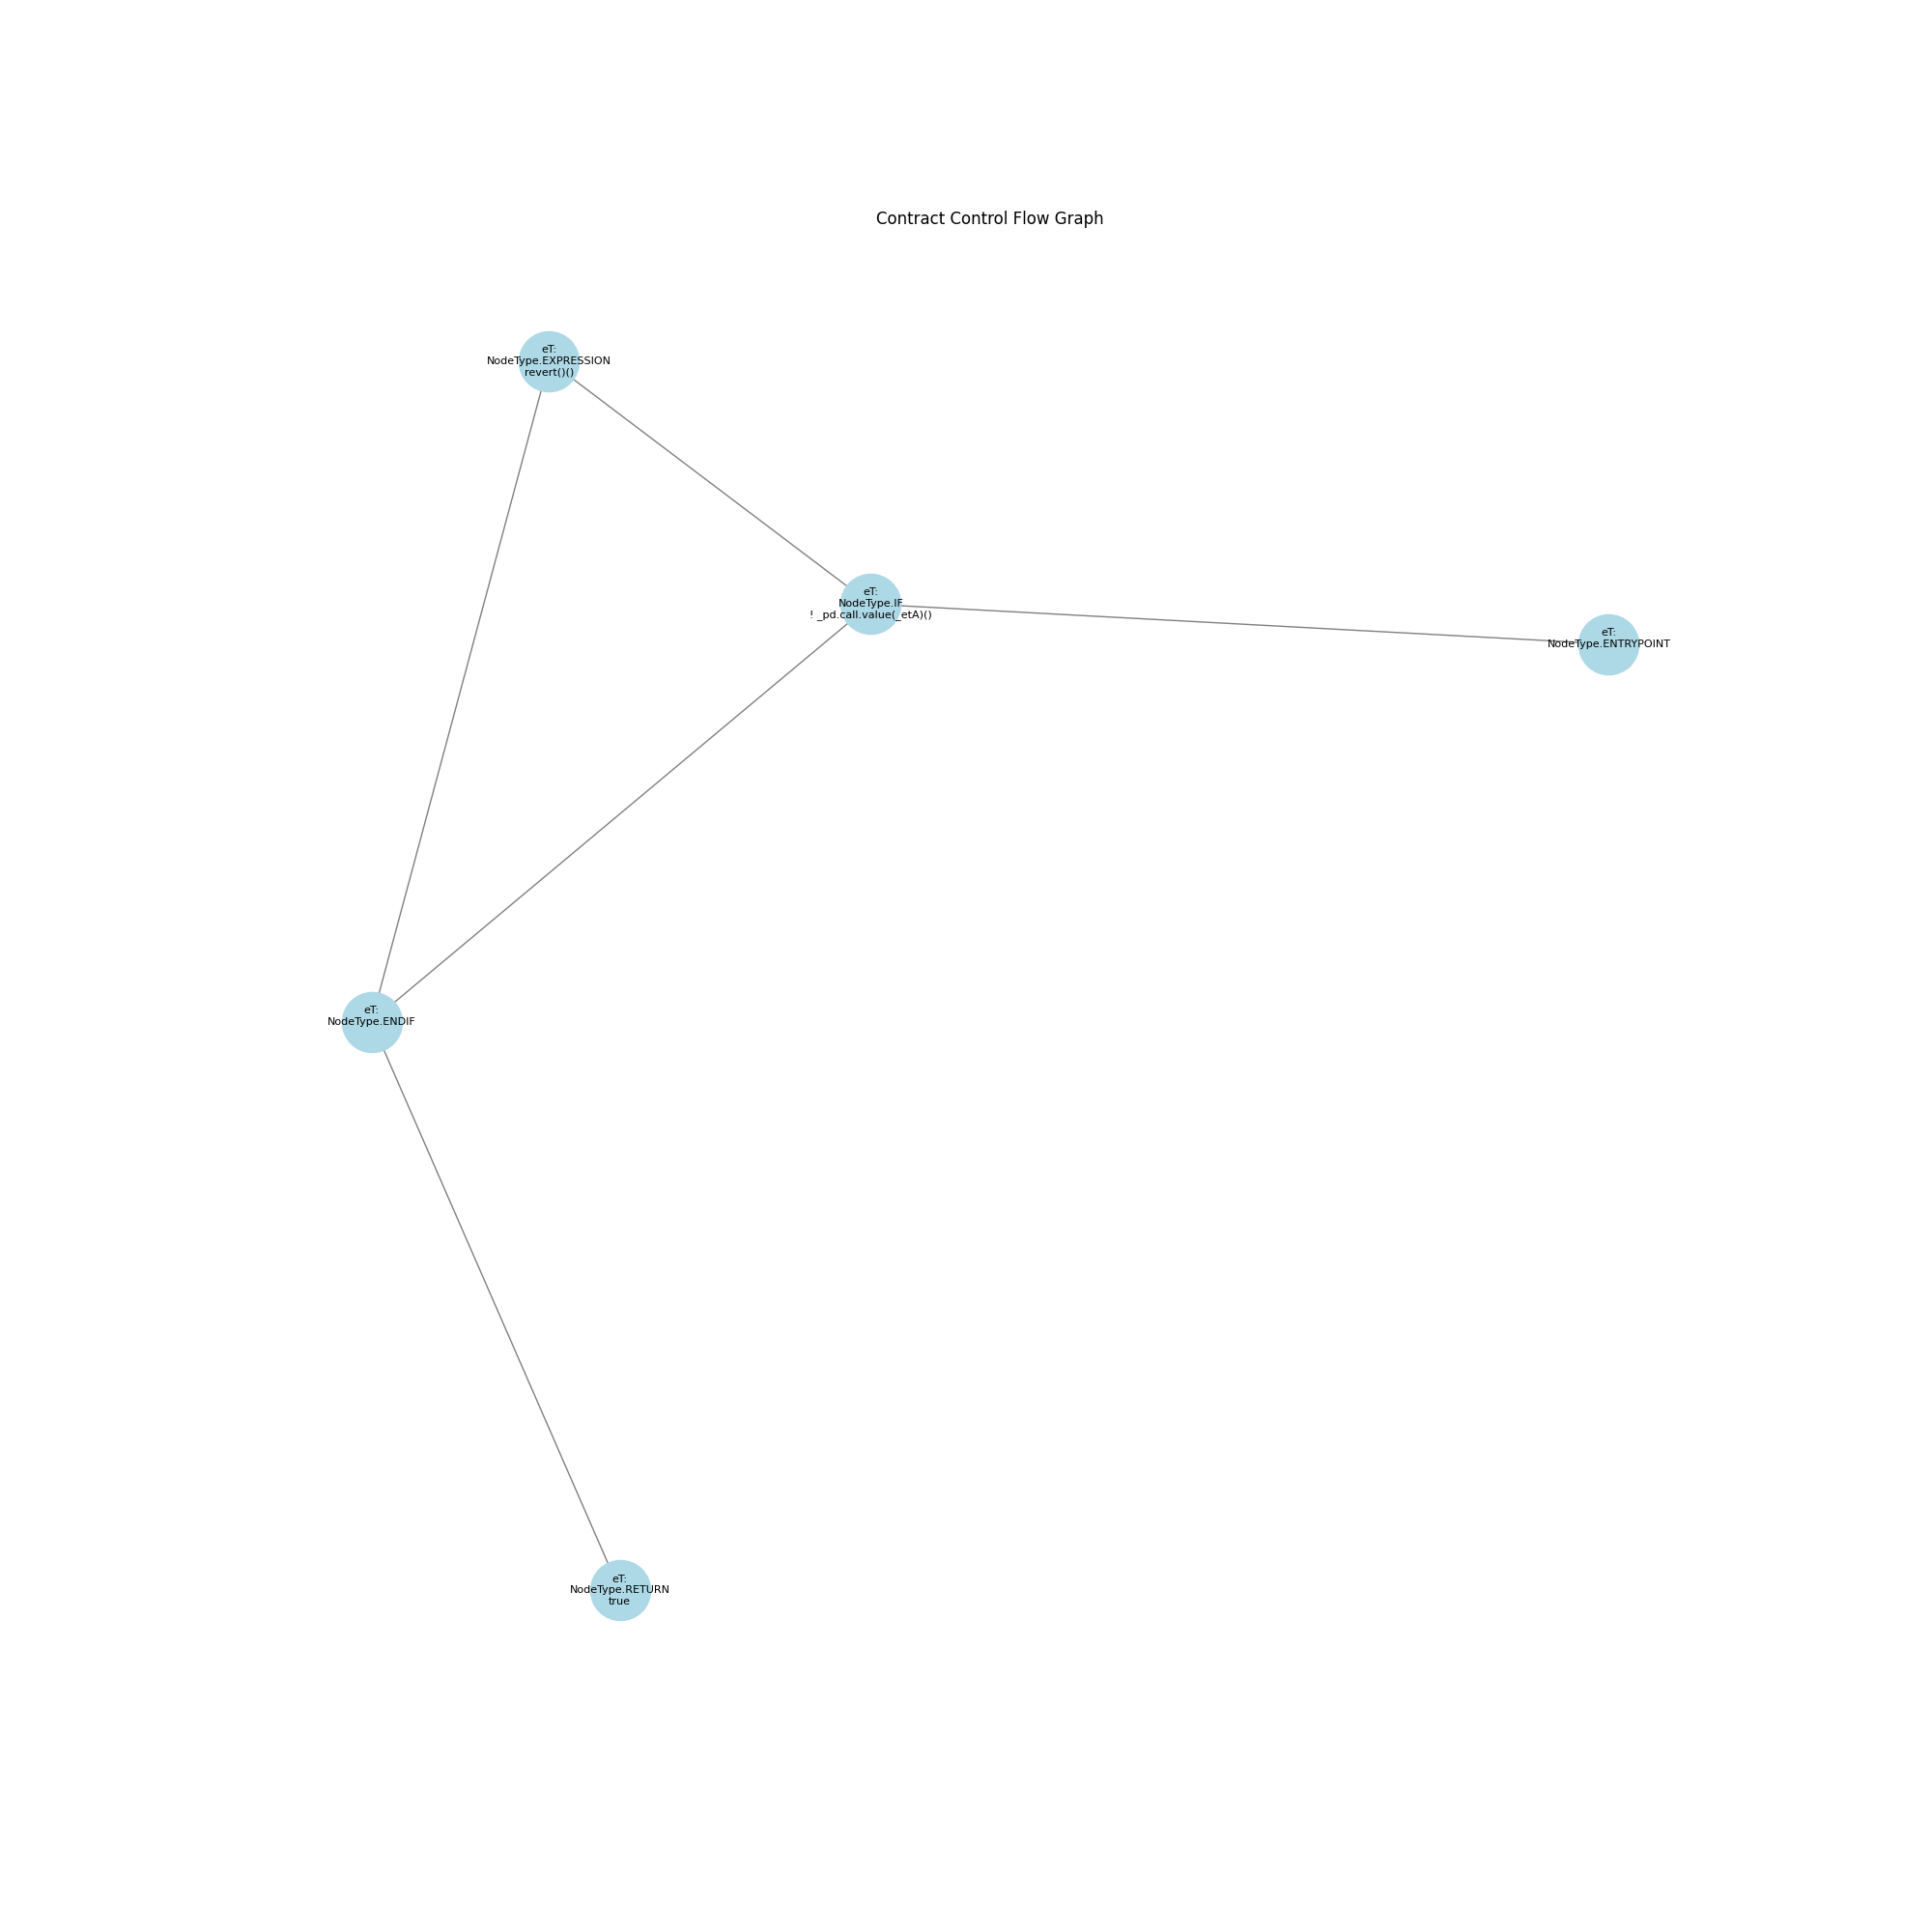 Contract Control Flow Graph
eT:
NodeType.EXPRESSION
revert()()
eT:
NodeType.IF
! _pd.call.value(_etA)()
eT:
NodeType.ENTRYPOINT
eT:
NodeType.ENDIF
eT:
NodeType.RETURN
true